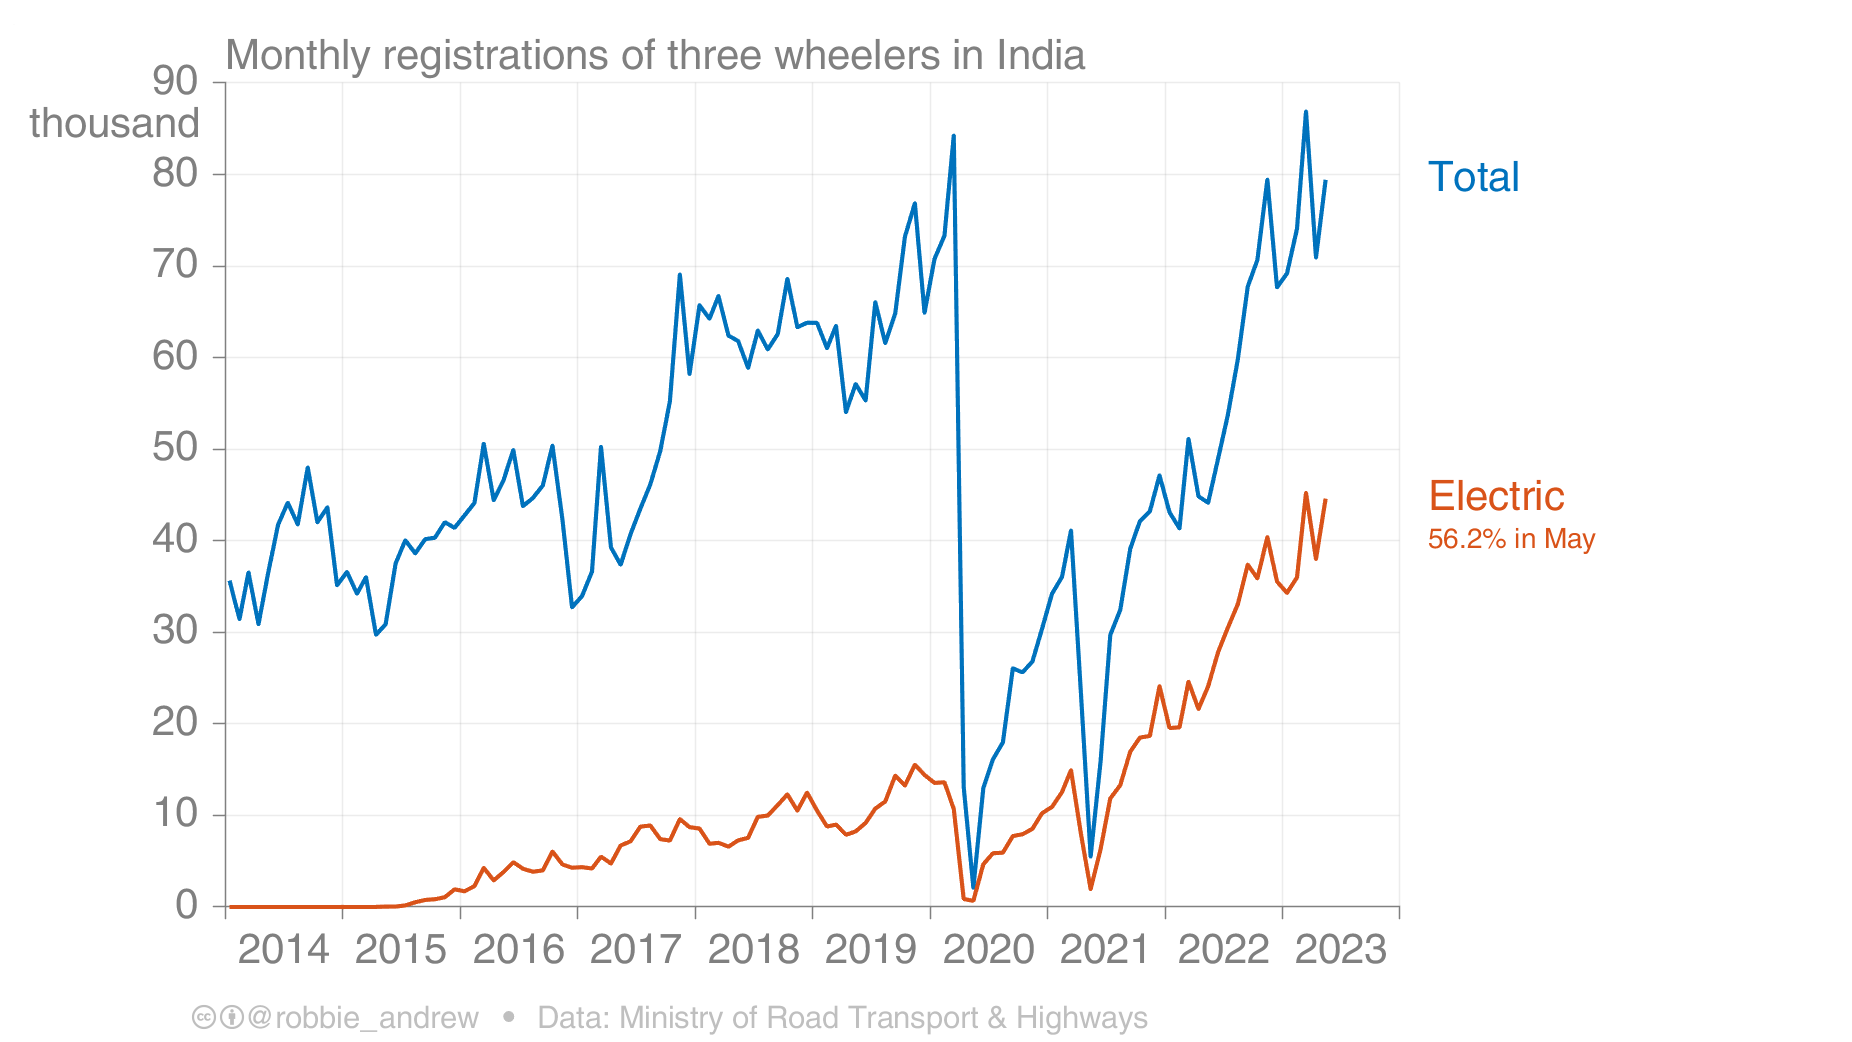 Monthly registrations of three wheelers in India
90
thousand
80
70
60
50
40
30
20
10
0
Total
Electric
56.2% in May
2014 2015 2016 2017 2018 2019 2020 2021 2022 2023
cc @robbie_andrew • Data: Ministry of Road Transport & Highways